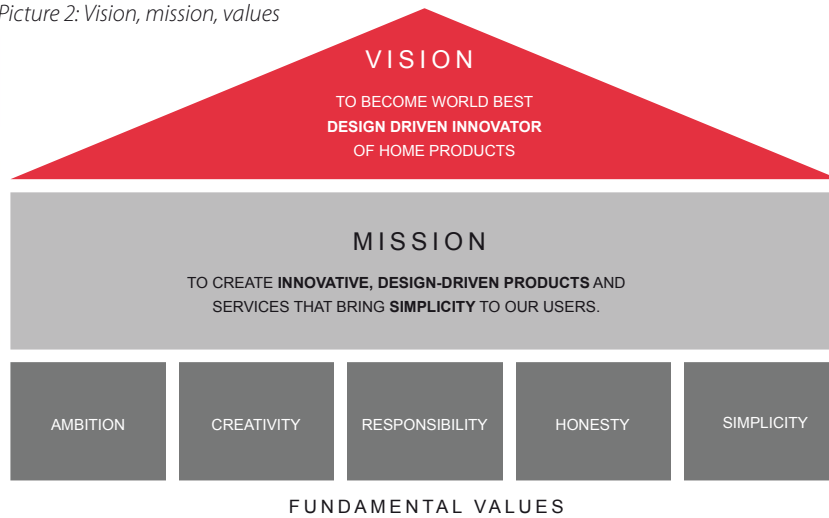 Picture 2: Vision, mission, values
VISION
TO BECOME WORLD BEST
DESIGN DRIVEN INNOVATOR
OF HOME PRODUCTS
MISSION
TO CREATE INNOVATIVE, DESIGN-DRIVEN PRODUCTS AND
SERVICES THAT BRING SIMPLICITY TO OUR USERS.
AMBITION
CREATIVITY
RESPONSIBILITY
HONESTY
SIMPLICITY
FUNDAMENTAL VALUES